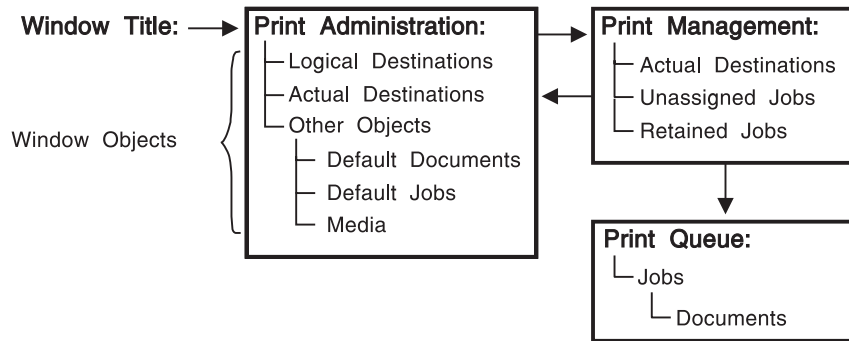 Window Title:
Print Administration:
Logical Destinations
Actual Destinations
Other Objects
Default Documents
Default Jobs
Media
Window Objects
Print Management:
Actual Destinations
Unassigned Jobs
Retained Jobs
Print Queue:
Jobs
Documents